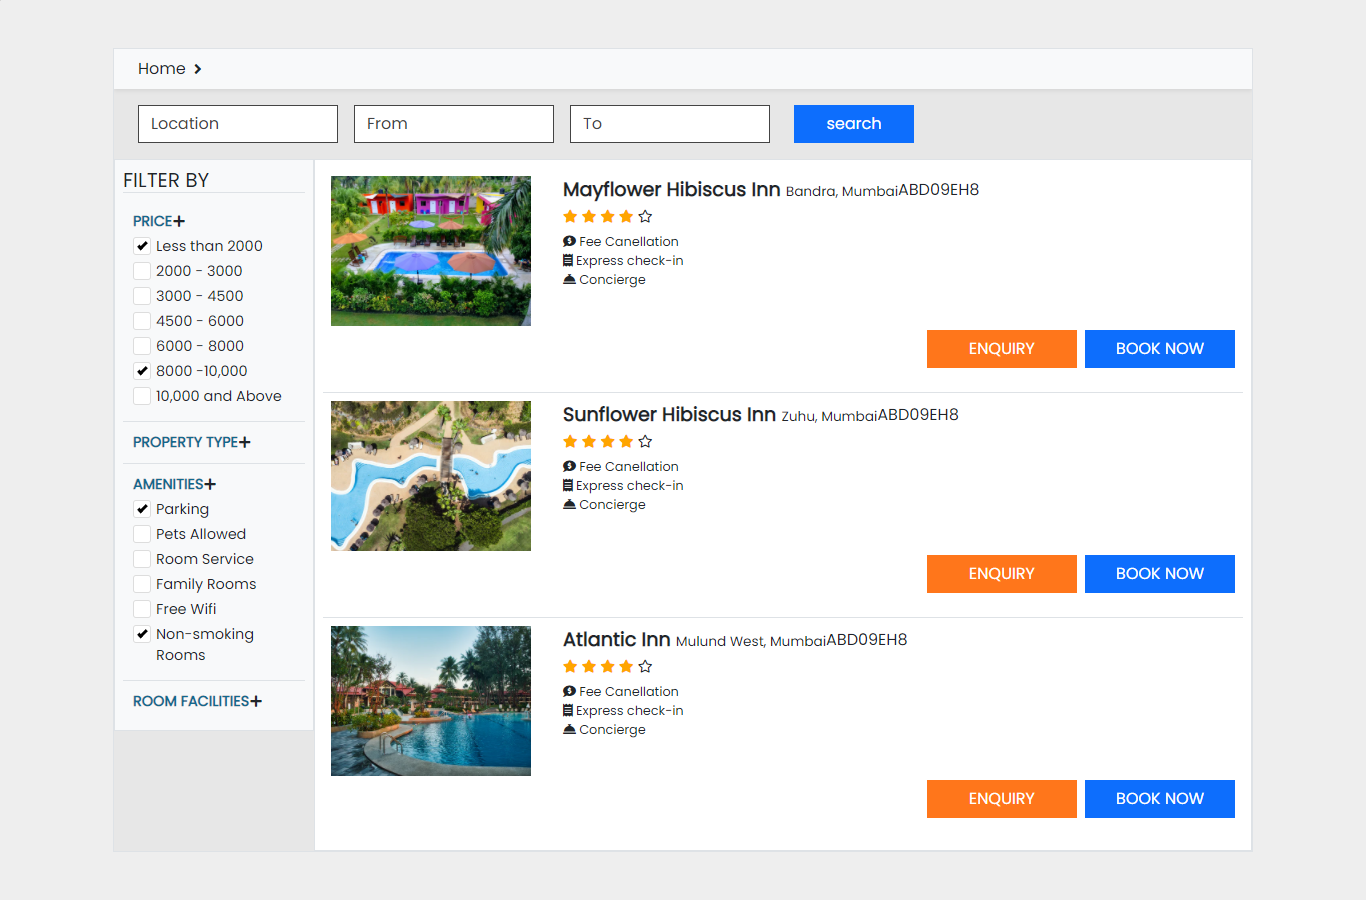 Home
Location
From
To
search
FILTER BY
PRICE+
Less than 2000
2000 - 3000
3000 - 4500
4500 - 6000
6000 - 8000
8000 -10,000
10,000 and Above
PROPERTY TYPE+
AMENITIES+
Parking
Pets Allowed
Room Service
Family Rooms
Free Wifi
Non-smoking
Rooms
ROOM FACILITIES+
Mayflower Hibiscus Inn Bandra, MumbaiABD09EH8
Fee Canellation
Express check-in
Concierge
ENQUIRY
BOOK NOW
Sunflower Hibiscus Inn Zuhu, MumbaiABD09EH8
Fee Canellation
Express check-in
Concierge
ENQUIRY
BOOK NOW
Atlantic Inn Mulund West, MumbaiABD09EH8
Fee Canellation
Express check-in
Concierge
ENQUIRY
BOOK NOW